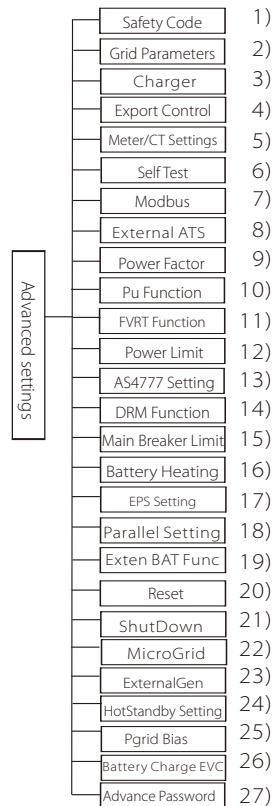 Advanced settings
Safety Code 1)
Grid Parameters 2)
Charger 3)
Export Control 4)
Meter/CT Settings 5)
Self Test 6)
Modbus 7)
External ATS 8)
Power Factor 9)
Pu Function 10)
FVRT Function 11)
Power Limit 12)
AS4777 Setting 13)
DRM Function 14)
Main Breaker Limit 15)
Battery Heating 16)
EPS Setting 17)
Parallel Setting 18)
Exten BAT Func 19)
Reset 20)
ShutDown 21)
MicroGrid 22)
ExternalGen 23)
HotStandby Setting 24)
Pgrid Bias 25)
Battery Charge EVC 26)
Advance Password 27)